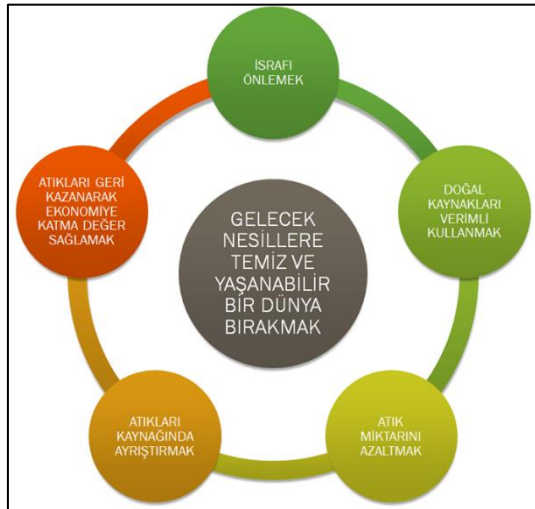 İSRAFI
ÖNLEMEK
DOĞAL
KAYNAKLARI
VERİMLİ
KULLANMAK
ATIK
MİKTARINI
AZALTMAK
ATIKLARI
KAYNAĞINDA
AYRIŞTIRMAK
ATIKLARI GERİ
KAZANARAK
EKONOMİYE
KATMA DEĞER
SAĞLAMAK
GELECEK
NESİLLERE
TEMİZ VE
YAŞANABİLİR
BİR DÜNYA
BIRAKMAK